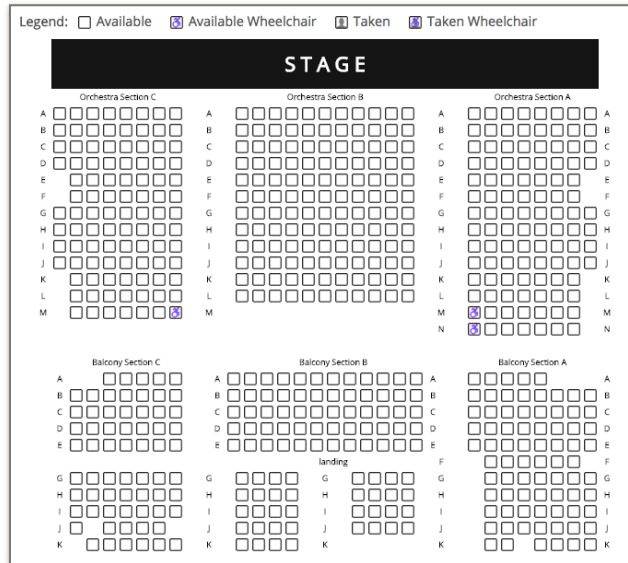 Legend: Available Available Wheelchair Taken Taken Wheelchair
STAGE
Orchestra Section C Orchestra Section B Orchestra Section A
A A A A
B B B B
C C C C
D D D D
E E E E
F F F F
G G G G
H H H H
I I I I
J J J J
K K K K
L L L L
M M M M
N N
Balcony Section C Balcony Section B Balcony Section A
A A A A
B B B B
C C C C
D D D D
E E E E
landing
F F
G G G G G
H H H H H
I I I I I
J J J J J
K K K K K